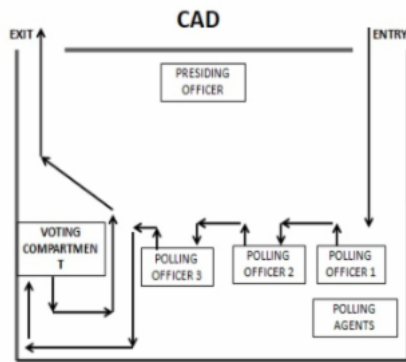 CAD
EXIT
ENTRY
PRESIDING
OFFICER
VOTING
COMPARTMEN
T
POLLING
OFFICER 3
POLLING
OFFICER 2
POLLING
OFFICER 1
POLLING
AGENTS